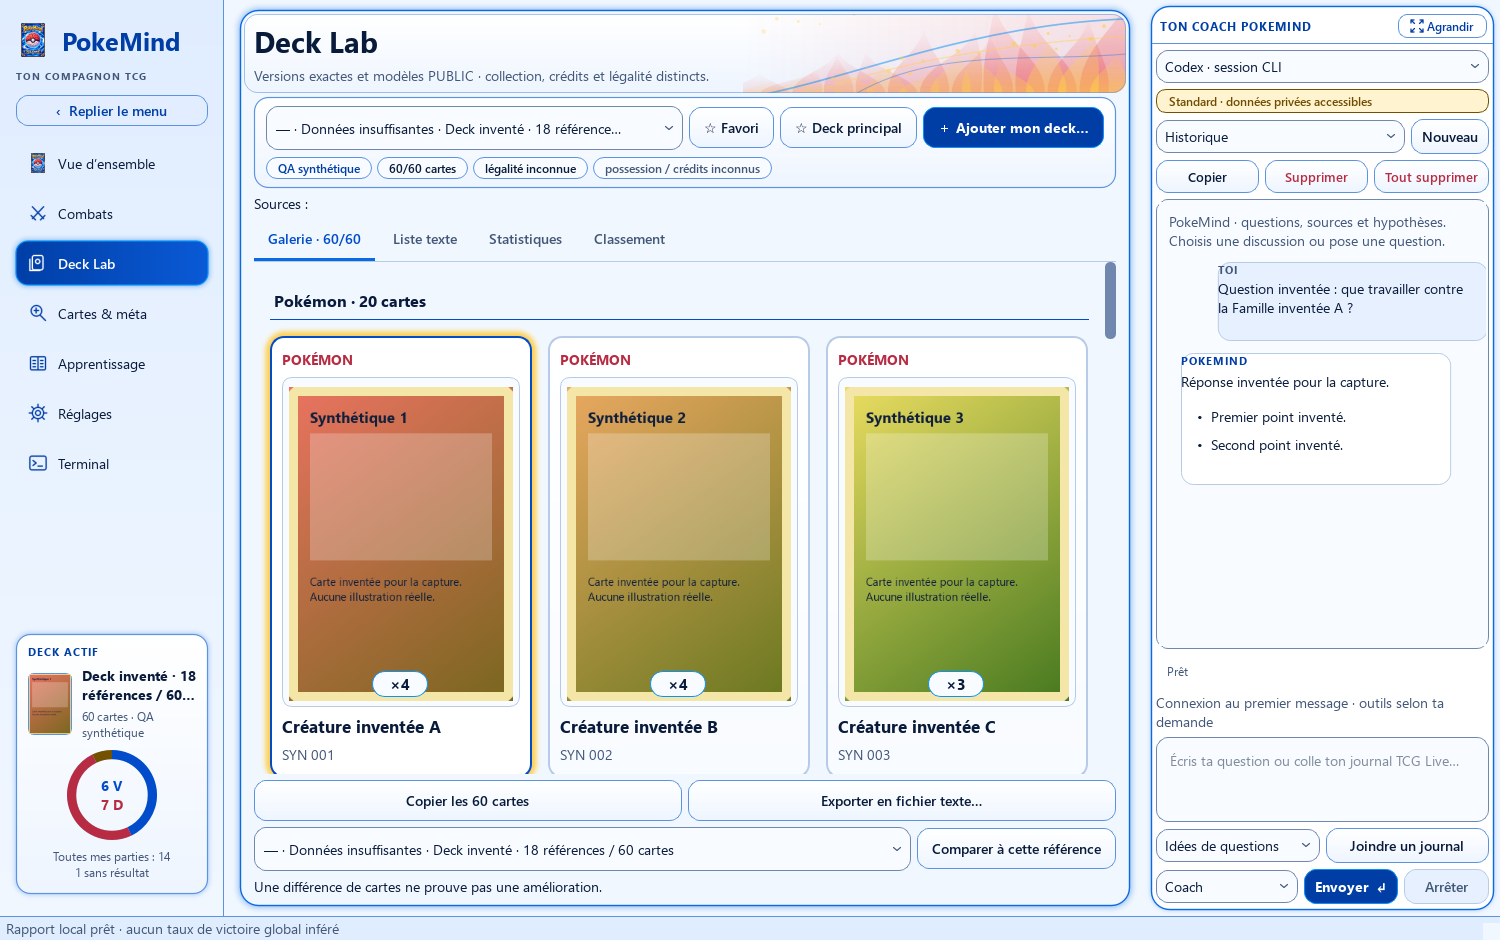 PokeMind
TON COMPAGNON TCG
‹ Replier le menu
Vue d'ensemble
Combats
Deck Lab
Cartes & méta
Apprentissage
Réglages
Terminal
DECK ACTIF
Deck inventé · 18
références / 60...
60 cartes · QA
synthétique
6 V
7 D
Toutes mes parties : 14
1 sans résultat
Deck Lab
Versions exactes et modèles PUBLIC · collection, crédits et légalité distincts.
— · Données insuffisantes · Deck inventé · 18 référence...
☆ Favori
☆ Deck principal
+ Ajouter mon deck...
QA synthétique
60/60 cartes
légalité inconnue
possession / crédits inconnus
Sources :
Galerie · 60/60
Liste texte
Statistiques
Classement
Pokémon · 20 cartes
POKÉMON
Synthétique 1
Carte inventée pour la capture.
Aucune illustration réelle.
×4
Créature inventée A
SYN 001
POKÉMON
Synthétique 2
Carte inventée pour la capture.
Aucune illustration réelle.
×4
Créature inventée B
SYN 002
POKÉMON
Synthétique 3
Carte inventée pour la capture.
Aucune illustration réelle.
×3
Créature inventée C
SYN 003
Copier les 60 cartes
Exporter en fichier texte...
— · Données insuffisantes · Deck inventé · 18 références / 60 cartes
Comparer à cette référence
Une différence de cartes ne prouve pas une amélioration.
TON COACH POKEMIND
Agrandir
Codex · session CLI
Standard · données privées accessibles
Historique
Nouveau
Copier
Supprimer
Tout supprimer
PokeMind · questions, sources et hypothèses.
Choisis une discussion ou pose une question.
TOI
Question inventée : que travailler contre
la Famille inventée A ?
POKEMIND
Réponse inventée pour la capture.
• Premier point inventé.
• Second point inventé.
Prêt
Connexion au premier message · outils selon ta
demande
Écris ta question ou colle ton journal TCG Live...
Idées de questions
Joindre un journal
Coach
Envoyer ↲
Arrêter
Rapport local prêt · aucun taux de victoire global inféré